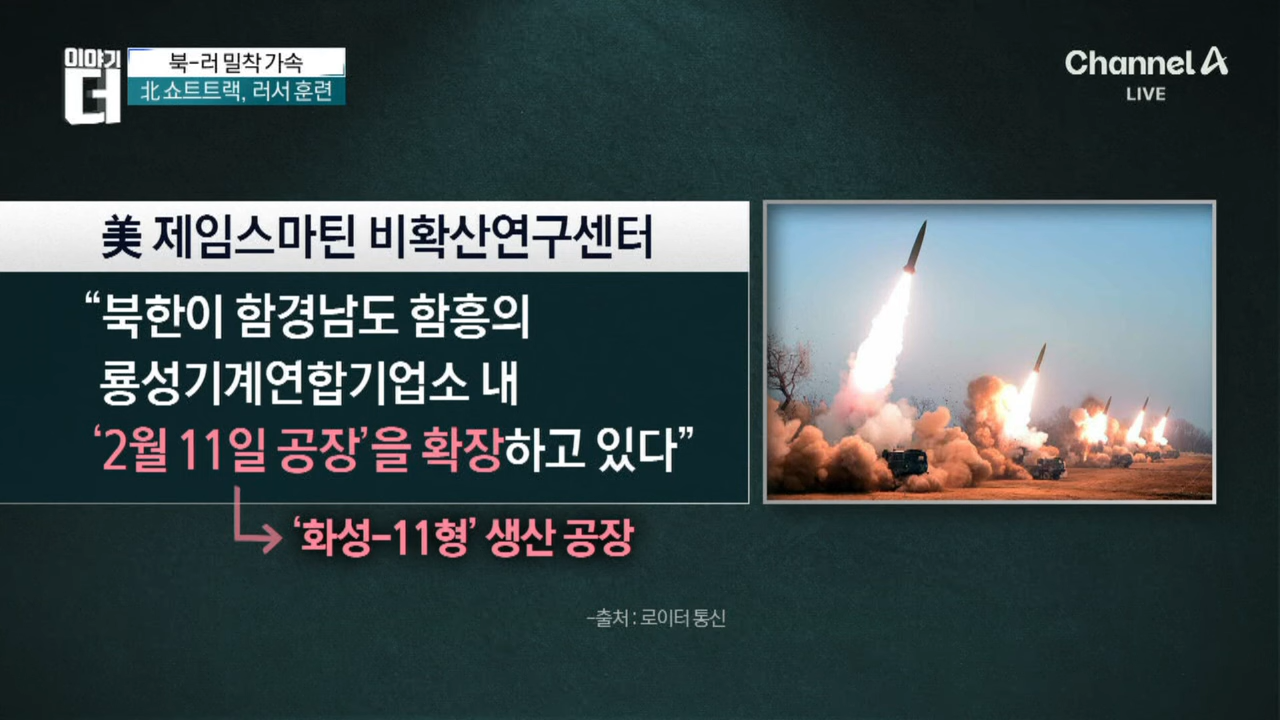 이야기 더
북-러 밀착 가속
北 쇼트트랙, 러서 훈련
Channel A
LIVE
美 제임스마틴 비확산연구센터
“북한이 함경남도 함흥의
룡성기계연합기업소 내
‘2월 11일 공장’을 확장하고 있다”
‘화성-11형’ 생산 공장
-출처 : 로이터 통신